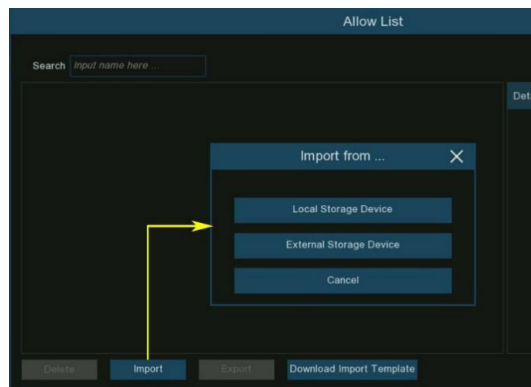 Allow List
Search Input name here ...
Deta
Import from ...
Local Storage Device
External Storage Device
Cancel
Delete Import Export Download Import Template